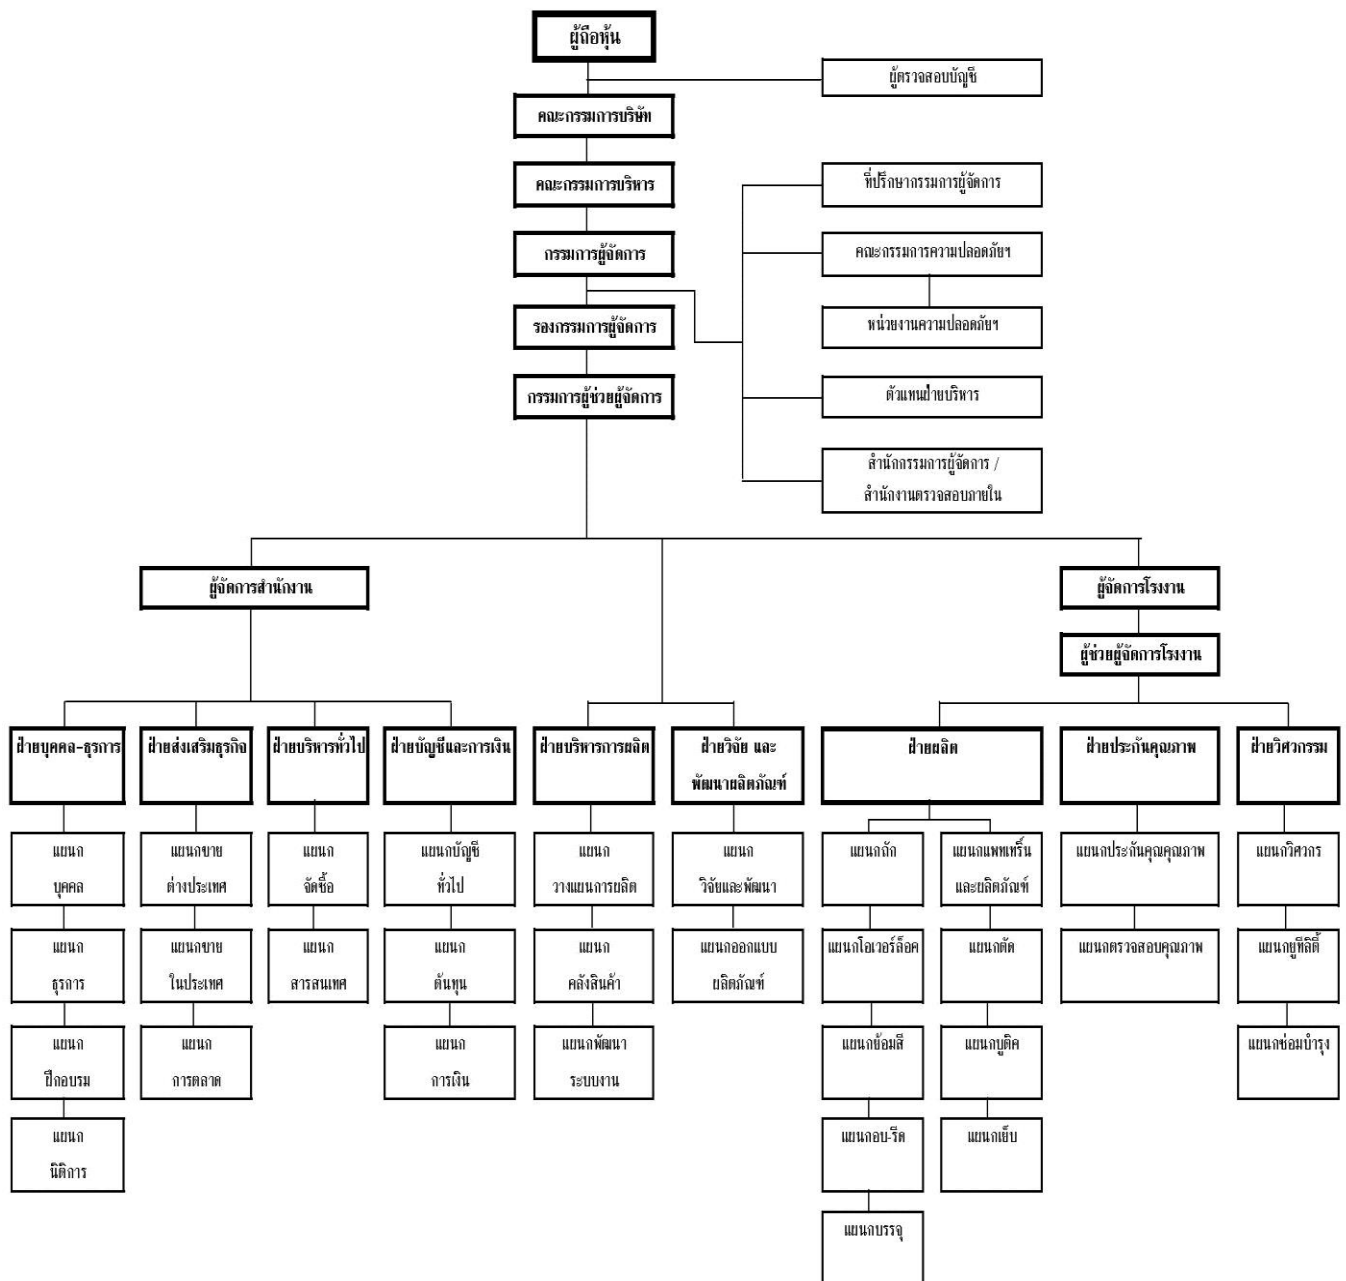 ผู้ถือหุ้น
ผู้ตรวจสอบบัญชี
คณะกรรมการบริษัท
คณะกรรมการบริหาร
ที่ปรึกษากรรมการผู้จัดการ
กรรมการผู้จัดการ
คณะกรรมการความปลอดภัยฯ
รองกรรมการผู้จัดการ
หน่วยงานความปลอดภัยฯ
กรรมการผู้ช่วยผู้จัดการ
ตัวแทนฝ่ายบริหาร
สำนักกรรมการผู้จัดการ /
สำนักงานตรวจสอบภายใน
ผู้จัดการสำนักงาน
ผู้จัดการโรงงาน
ผู้ช่วยผู้จัดการโรงงาน
ฝ่ายบุคคล-ธุรการ
ฝ่ายส่งเสริมธุรกิจ
ฝ่ายบริหารทั่วไป
ฝ่ายบัญชีและการเงิน
ฝ่ายบริหารการผลิต
ฝ่ายวิจัย และ
พัฒนาผลิตภัณฑ์
ฝ่ายผลิต
ฝ่ายประกันคุณภาพ
ฝ่ายวิศวกรรม
แผนก
บุคคล
แผนกขาย
ต่างประเทศ
แผนก
จัดซื้อ
แผนกบัญชี
ทั่วไป
แผนก
วางแผนการผลิต
แผนก
วิจัยและพัฒนา
แผนกถัก
แผนกแพทเทริ์น
และผลิตภัณฑ์
แผนกประกันคุณคุณภาพ
แผนกวิศวกร
แผนก
ธุรการ
แผนกขาย
ในประเทศ
แผนก
สารสนเทศ
แผนก
ต้นทุน
แผนก
คลังสินค้า
แผนกออกแบบ
ผลิตภัณฑ์
แผนกโอเวอร์ล็อค
แผนกตัด
แผนกตรวจสอบคุณภาพ
แผนกยูทิลิตี้
แผนก
ฝึกอบรม
แผนก
การตลาด
แผนก
การเงิน
แผนกพัฒนา
ระบบงาน
แผนกย้อมสี
แผนกบูติค
แผนกซ่อมบำรุง
แผนก
นิติการ
แผนกอบ-รีด
แผนกเย็บ
แผนกบรรจุ